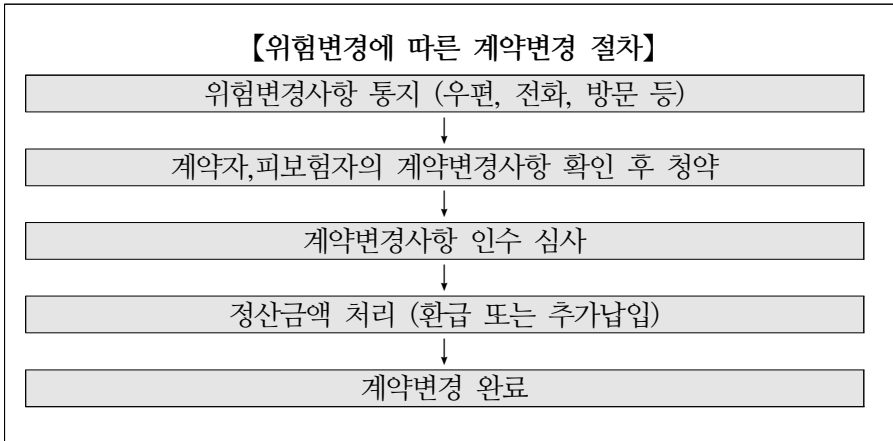 【위험변경에 따른 계약변경 절차】
위험변경사항 통지 (우편, 전화, 방문 등)
계약자,피보험자의 계약변경사항 확인 후 청약
계약변경사항 인수 심사
정산금액 처리 (환급 또는 추가납입)
계약변경 완료